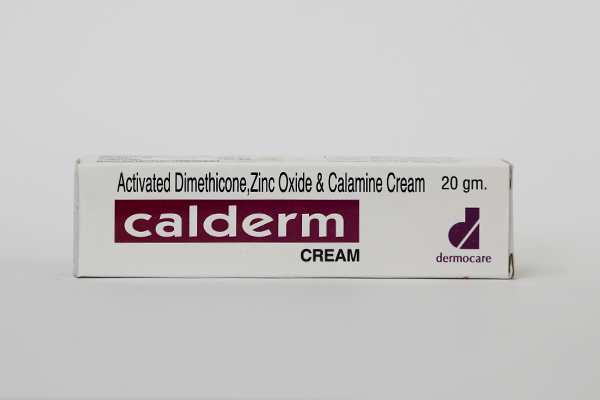 Activated Dimethicone,Zinc Oxide & Calamine Cream 20 gm.
calderm
CREAM
dermocare